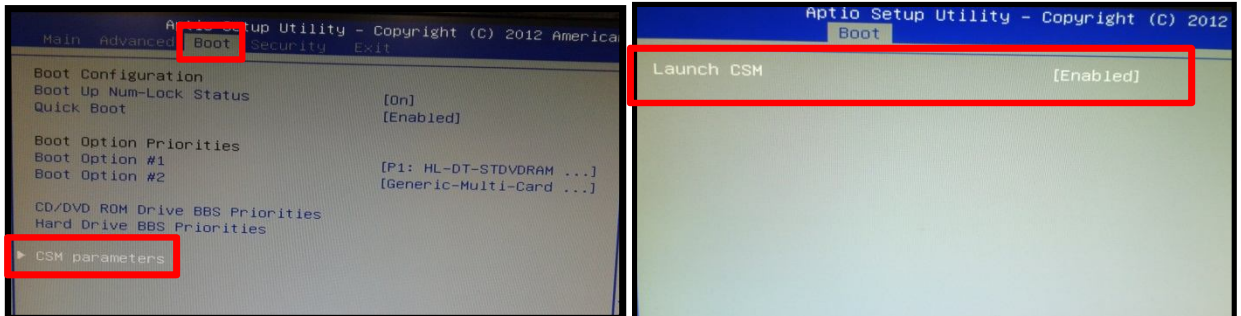 Aptio Setup Utility - Copyright (C) 2012 America
Main Advanced Boot Security Exit
Boot Configuration
Boot Up Num-Lock Status [On]
Quick Boot [Enabled]
Boot Option Priorities
Boot Option #1 [P1: HL-DT-STDVDRAM ...]
Boot Option #2 [Generic-Multi-Card ...]
CD/DVD ROM Drive BBS Priorities
Hard Drive BBS Priorities
CSM parameters
Aptio Setup Utility - Copyright (C) 2012
Boot
Launch CSM [Enabled]